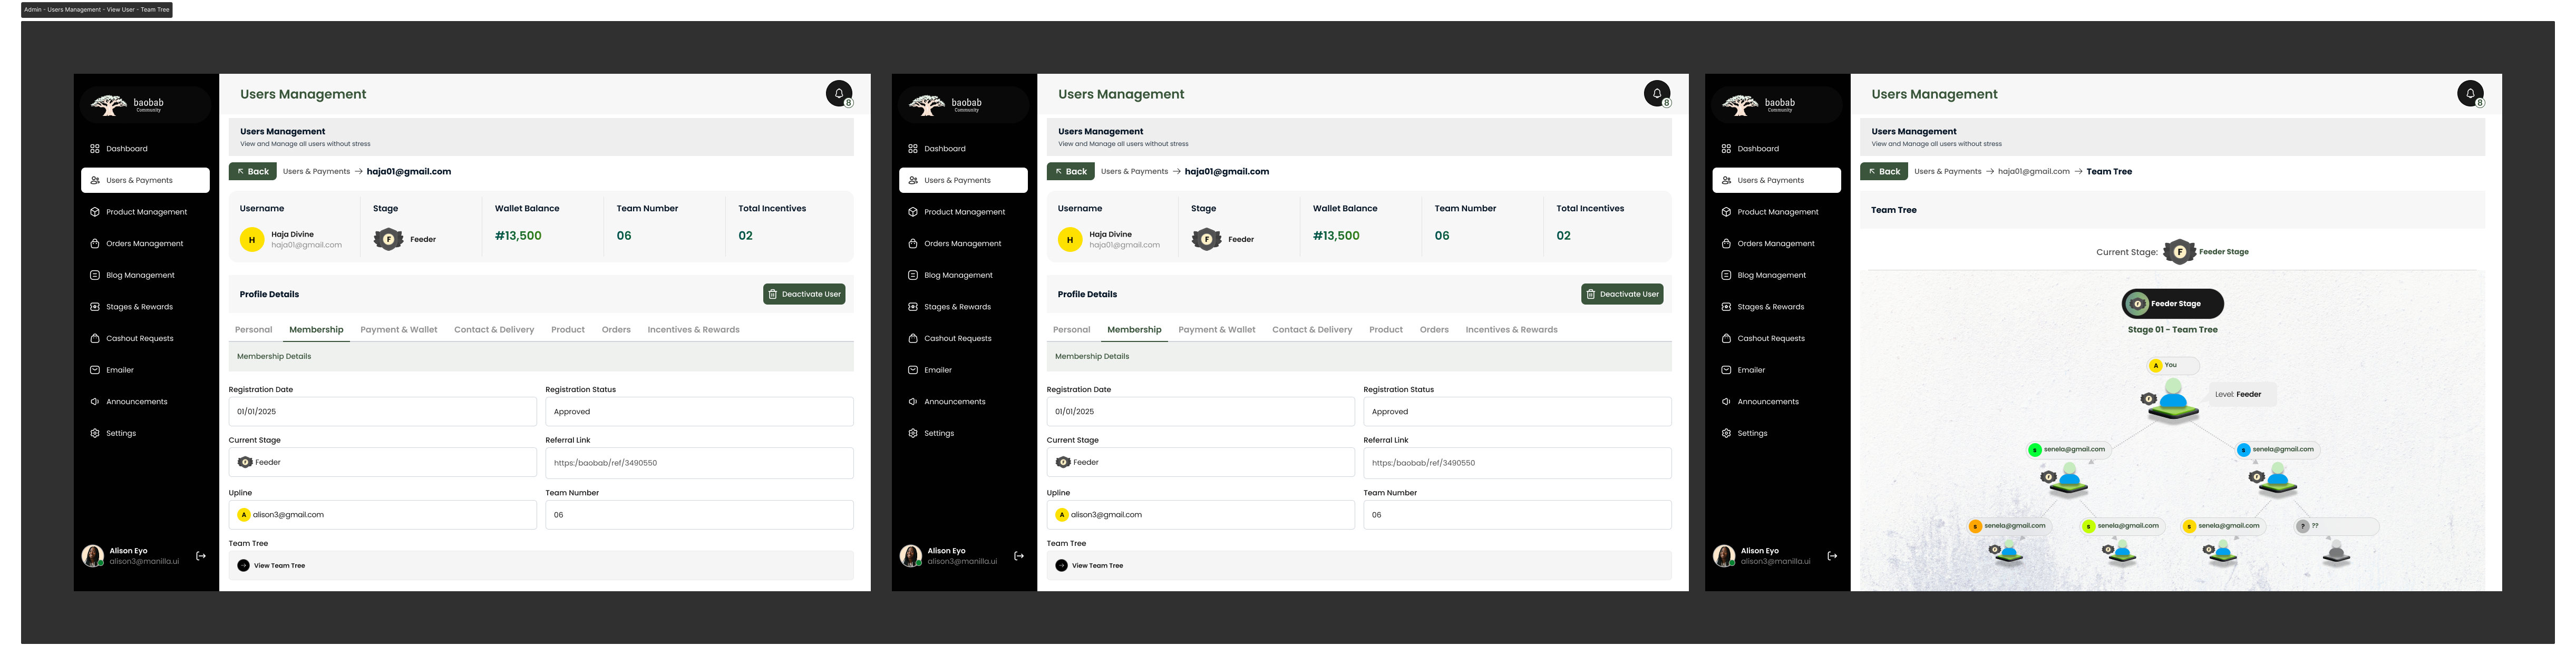 Admin - Users Management - View User - Team Tree
baobab
Community
Dashboard
Users & Payments
Product Management
Orders Management
Blog Management
Stages & Rewards
Cashout Requests
Emailer
Announcements
Settings
Alison Eyo
alison3@manilla.ui
Users Management
8
Users Management
View and Manage all users without stress
Back Users & Payments → haja01@gmail.com
Username Stage Wallet Balance Team Number Total Incentives
H Haja Divine F Feeder #13,500 06 02
haja01@gmail.com
Profile Details Deactivate User
Personal Membership Payment & Wallet Contact & Delivery Product Orders Incentives & Rewards
Membership Details
Registration Date Registration Status
01/01/2025 Approved
Current Stage Referral Link
F Feeder https:/baobab/ref/3490550
Upline Team Number
A alison3@gmail.com 06
Team Tree
View Team Tree
baobab
Community
Dashboard
Users & Payments
Product Management
Orders Management
Blog Management
Stages & Rewards
Cashout Requests
Emailer
Announcements
Settings
Alison Eyo
alison3@manilla.ui
Users Management
8
Users Management
View and Manage all users without stress
Back Users & Payments → haja01@gmail.com
Username Stage Wallet Balance Team Number Total Incentives
H Haja Divine F Feeder #13,500 06 02
haja01@gmail.com
Profile Details Deactivate User
Personal Membership Payment & Wallet Contact & Delivery Product Orders Incentives & Rewards
Membership Details
Registration Date Registration Status
01/01/2025 Approved
Current Stage Referral Link
F Feeder https:/baobab/ref/3490550
Upline Team Number
A alison3@gmail.com 06
Team Tree
View Team Tree
baobab
Community
Dashboard
Users & Payments
Product Management
Orders Management
Blog Management
Stages & Rewards
Cashout Requests
Emailer
Announcements
Settings
Alison Eyo
alison3@manilla.ui
Users Management
8
Users Management
View and Manage all users without stress
Back Users & Payments → haja01@gmail.com → Team Tree
Team Tree
Current Stage: F Feeder Stage
F Feeder Stage
Stage 01 - Team Tree
A You
F Level: Feeder
s senela@gmail.com s senela@gmail.com
F F
s senela@gmail.com s senela@gmail.com s senela@gmail.com ? ??
F F F